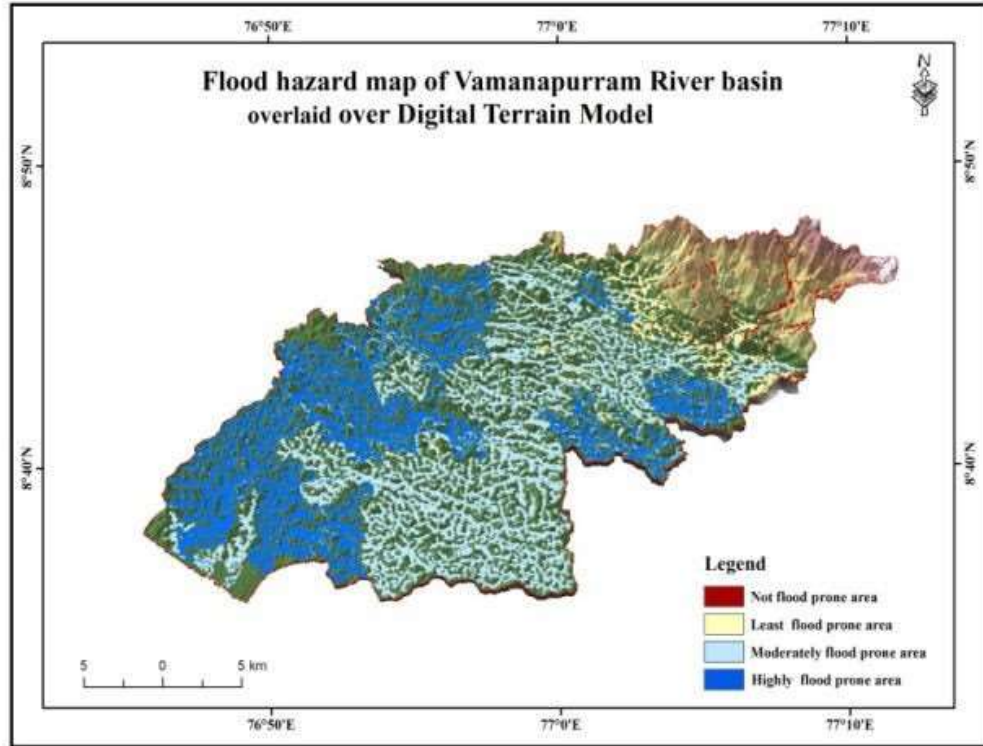 76°50'E 77°0'E 77°10'E
Flood hazard map of Vamanapurram River basin
overlaid over Digital Terrain Model
N
8°50'N 8°50'N
8°40'N 8°40'N
Legend
Not flood prone area
Least flood prone area
Moderately flood prone area
Highly flood prone area
5 0 5 km
76°50'E 77°0'E 77°10'E